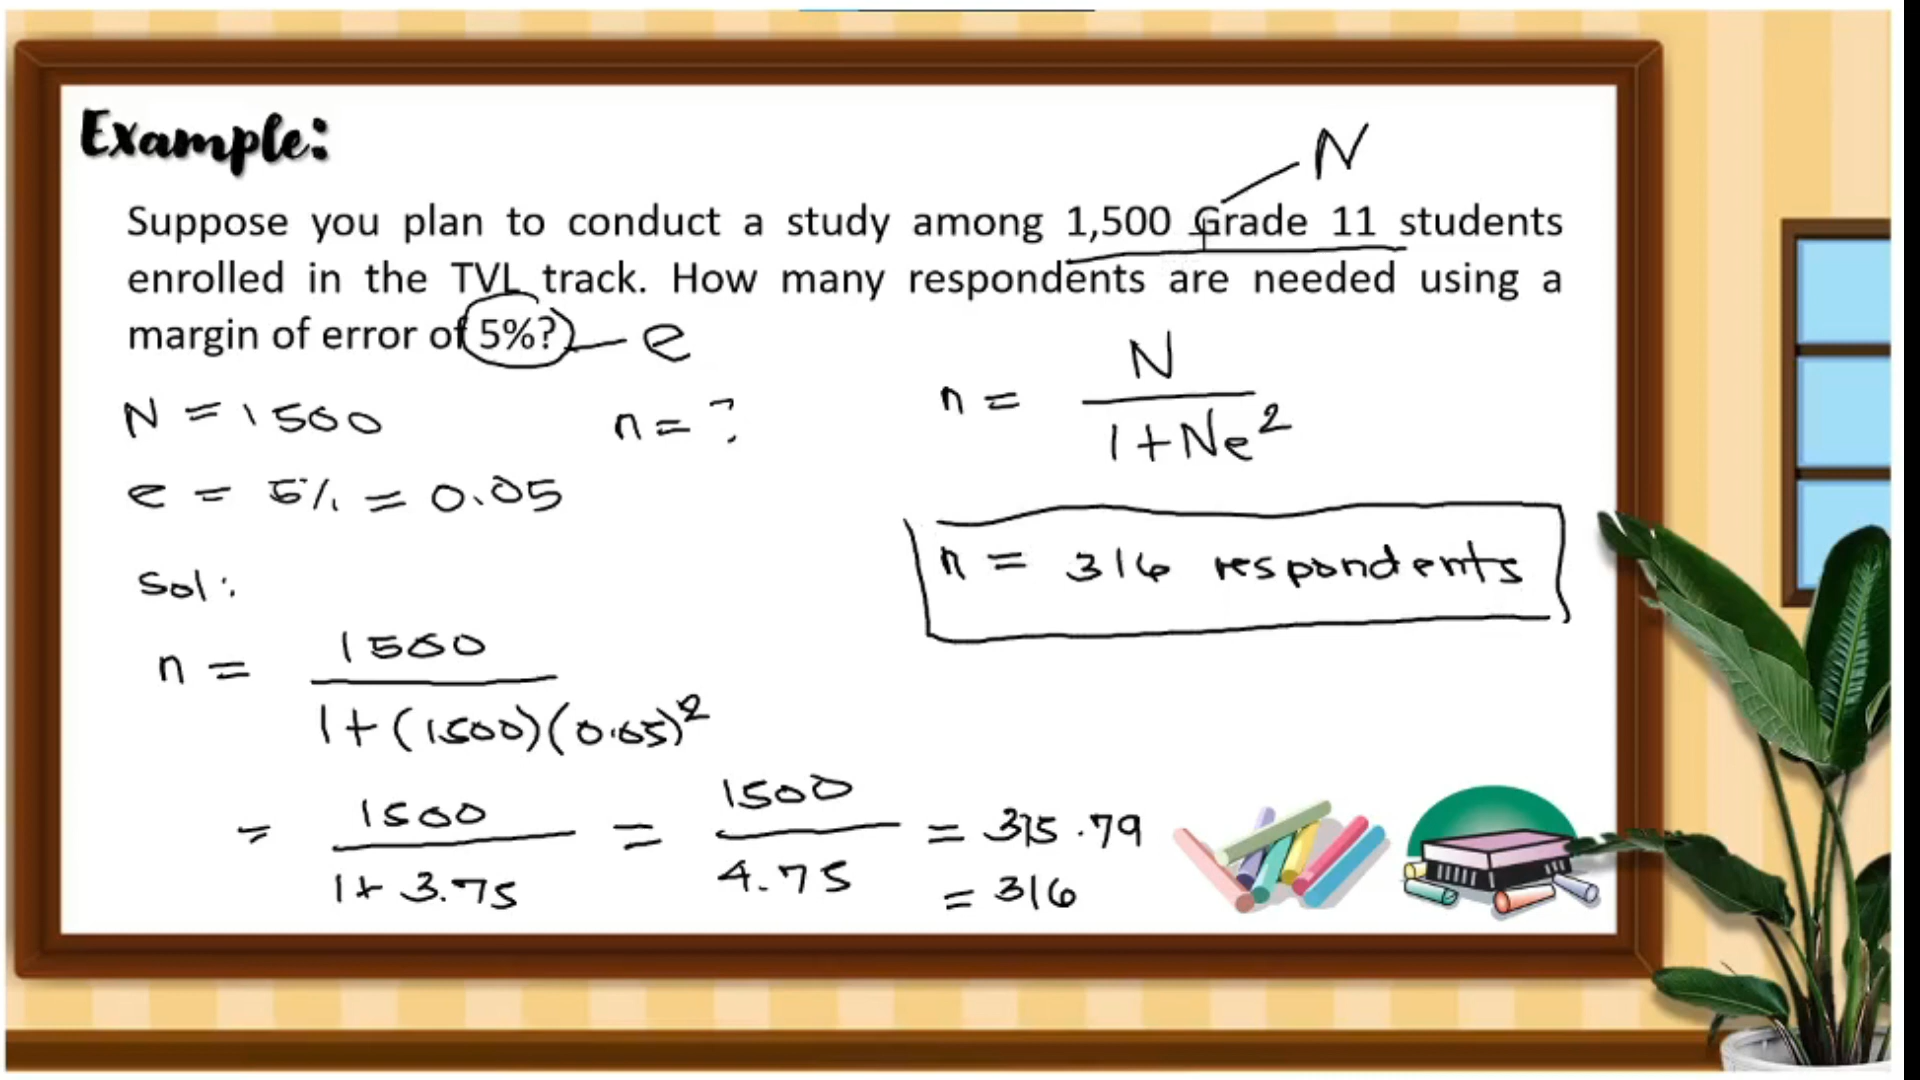 Example:
N
Suppose you plan to conduct a study among 1,500 Grade 11 students
enrolled in the TVL track. How many respondents are needed using a
margin of error of 5%? e
N = 1500
n = ?
n = N / 1+Ne²
e = 5% = 0.05
n = 316 respondents
Sol:
n = 1500 / 1+(1500)(0.05)²
= 1500 / 1+ 3.75 = 1500 / 4.75 = 315.79
= 316